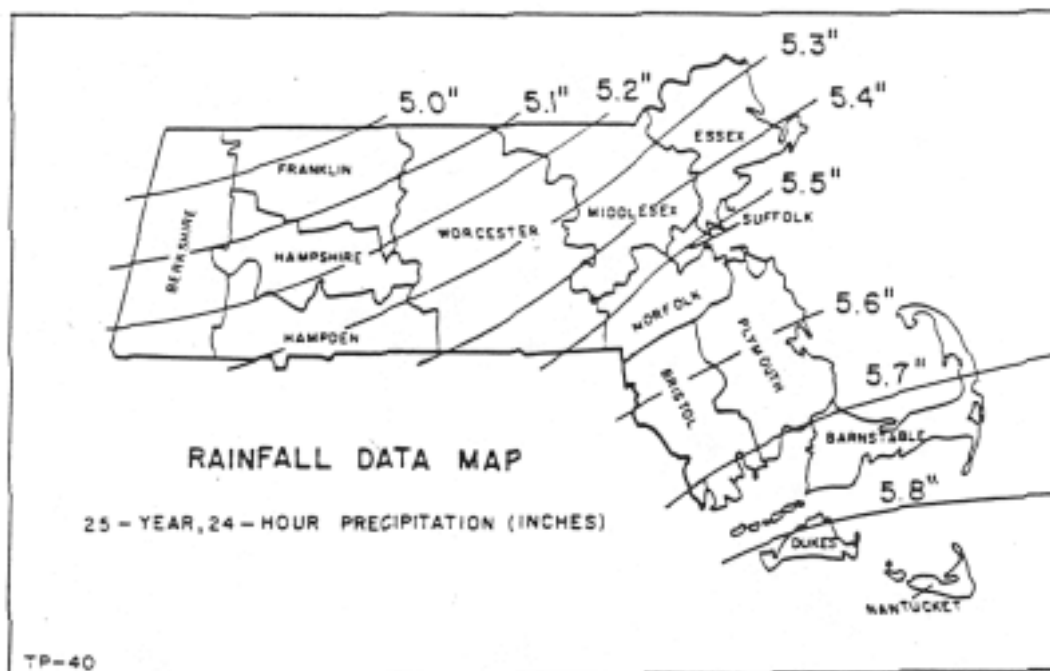 5.0"
5.1"
5.2"
5.3"
5.4"
5.5"
5.6"
5.7"
5.8"
BERKSHIRE
FRANKLIN
HAMPSHIRE
HAMPDEN
WORCESTER
MIDDLESEX
ESSEX
SUFFOLK
NORFOLK
BRISTOL
PLYMOUTH
BARNSTABLE
DUKES
NANTUCKET
RAINFALL DATA MAP
25-YEAR, 24-HOUR PRECIPITATION (INCHES)
TP-40